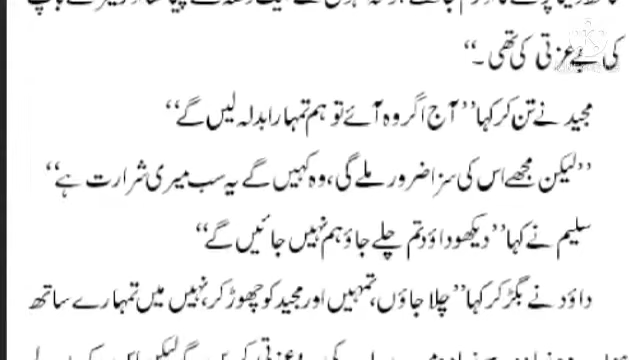 کی بے عزتی کی تھی ۔“
مجید نے تن کر کہا ”آج اگر وہ آئے تو ہم تمہارا بدلہ لیں گے“
”لیکن مجھے اس کی سزا ضرور ملے گی، وہ کہیں گے یہ سب میری شرارت ہے“
سلیم نے کہا ”دیکھو داؤد تم چلے جاؤ ہم نہیں جائیں گے“
داؤد نے بگڑ کر کہا ”چلا جاؤں، تمہیں اور مجید کو چھوڑ کر، نہیں میں تمہارے ساتھ